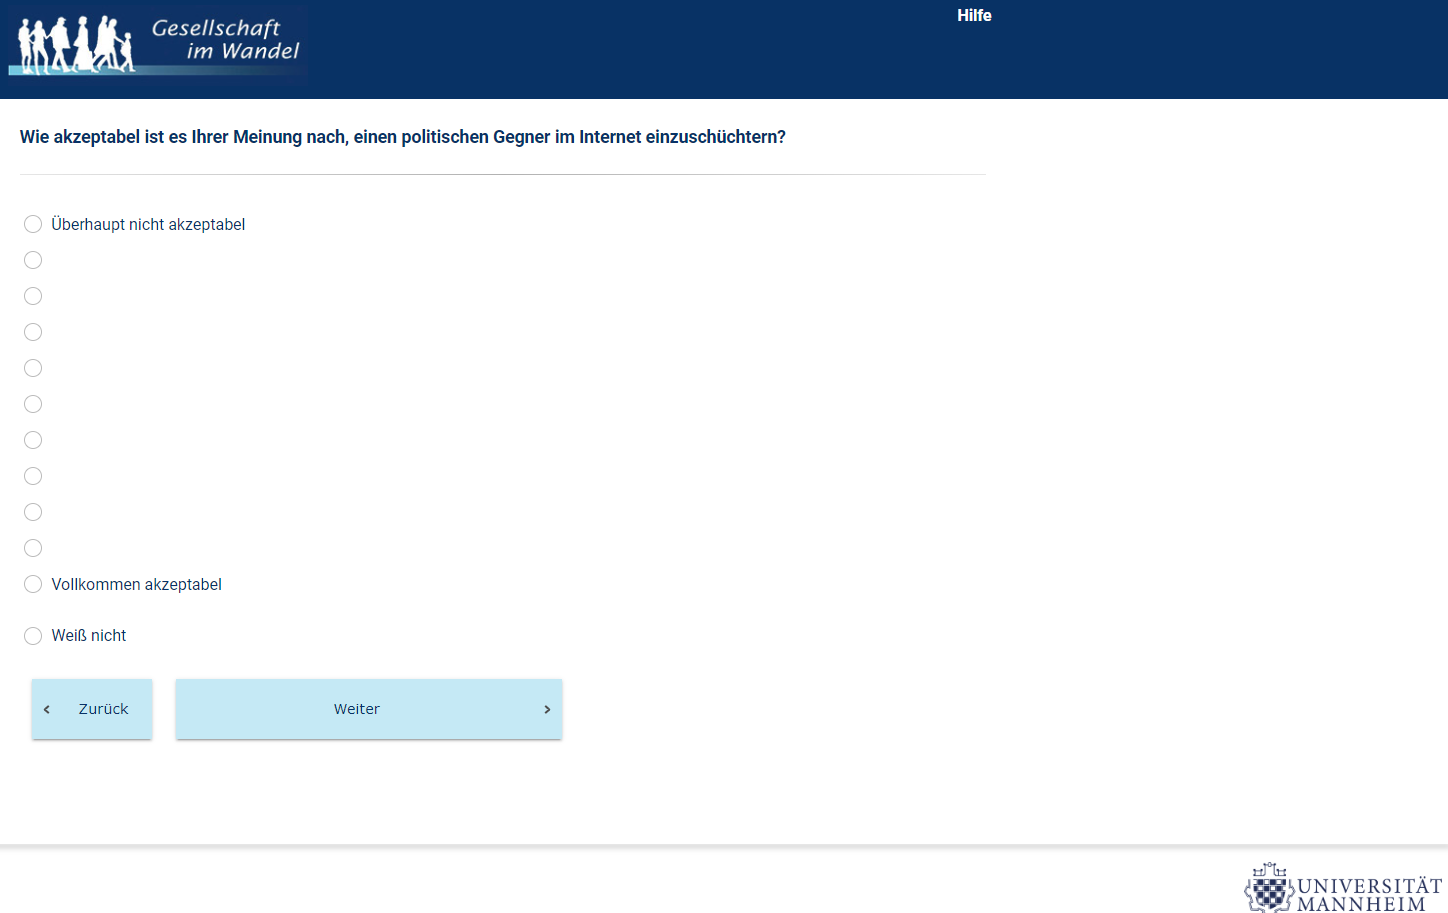 Gesellschaft
im Wandel
Hilfe
Wie akzeptabel ist es Ihrer Meinung nach, einen politischen Gegner im Internet einzuschüchtern?
Überhaupt nicht akzeptabel
Vollkommen akzeptabel
Weiß nicht
Zurück
Weiter
UNIVERSITÄT
MANNHEIM